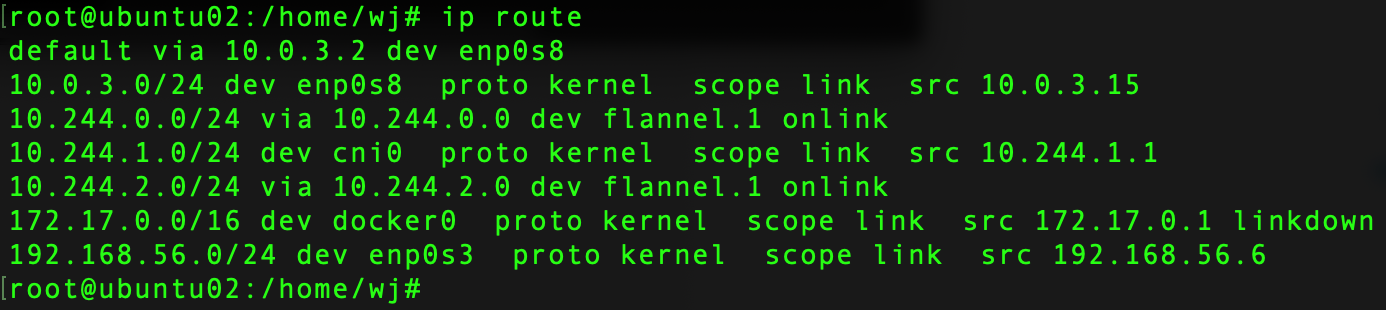 [root@ubuntu02:/home/wj# ip route
default via 10.0.3.2 dev enp0s8
10.0.3.0/24 dev enp0s8  proto kernel  scope link  src 10.0.3.15
10.244.0.0/24 via 10.244.0.0 dev flannel.1 onlink
10.244.1.0/24 dev cni0  proto kernel  scope link  src 10.244.1.1
10.244.2.0/24 via 10.244.2.0 dev flannel.1 onlink
172.17.0.0/16 dev docker0  proto kernel  scope link  src 172.17.0.1 linkdown
192.168.56.0/24 dev enp0s3  proto kernel  scope link  src 192.168.56.6
[root@ubuntu02:/home/wj#